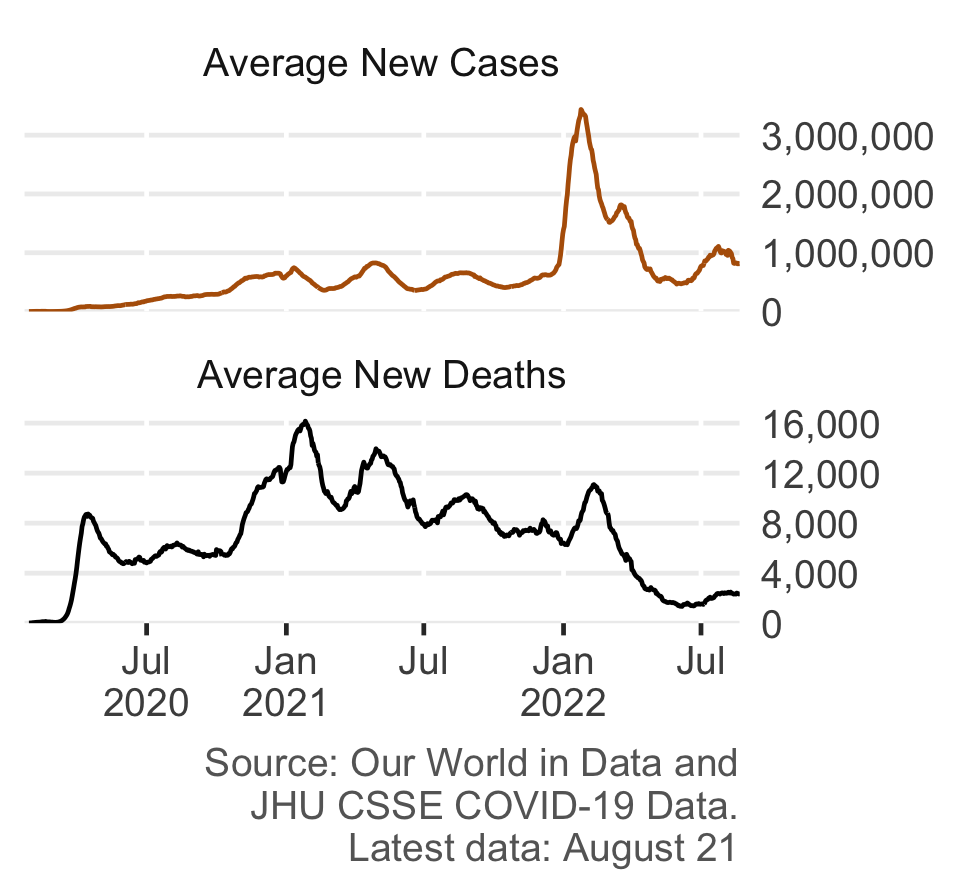 Average New Cases
3,000,000
2,000,000
1,000,000
0
Average New Deaths
16,000
12,000
8,000
4,000
0
Jul Jan Jul Jan Jul
2020 2021 2022
Source: Our World in Data and
JHU CSSE COVID-19 Data.
Latest data: August 21